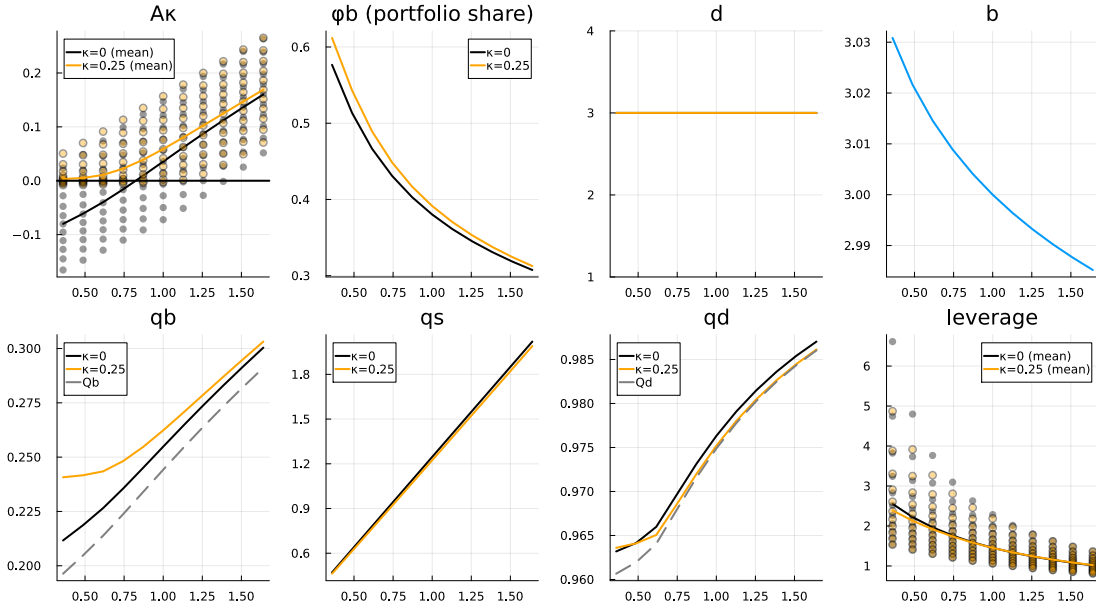 Aκ
φb (portfolio share)
d
b
κ=0 (mean)
κ=0.25 (mean)
0.2
0.1
0.0
−0.1
0.50 0.75 1.00 1.25 1.50
κ=0
κ=0.25
0.6
0.5
0.4
0.3
0.50 0.75 1.00 1.25 1.50
4
3
2
1
0.50 0.75 1.00 1.25 1.50
3.03
3.02
3.01
3.00
2.99
0.50 0.75 1.00 1.25 1.50
qb
qs
qd
leverage
κ=0
κ=0.25
Qb
0.300
0.275
0.250
0.225
0.200
0.50 0.75 1.00 1.25 1.50
κ=0
κ=0.25
1.8
1.5
1.2
0.9
0.6
0.50 0.75 1.00 1.25 1.50
κ=0
κ=0.25
Qd
0.985
0.980
0.975
0.970
0.965
0.960
0.50 0.75 1.00 1.25 1.50
κ=0 (mean)
κ=0.25 (mean)
6
5
4
3
2
1
0.50 0.75 1.00 1.25 1.50